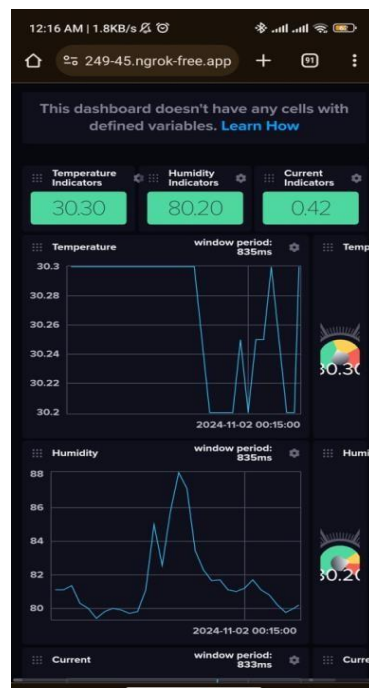 12:16 AM | 1.8KB/s
249-45.ngrok-free.app
91
This dashboard doesn't have any cells with
defined variables. Learn How
Temperature
Indicators
Humidity
Indicators
Current
Indicators
30.30
80.20
0.42
Temperature
window period:
835ms
Temp
30.3
30.28
30.26
30.24
30.22
30.2
2024-11-02 00:15:00
30.30
Humidity
window period:
835ms
Humi
88
86
84
82
80
2024-11-02 00:15:00
30.20
Current
window period:
833ms
Curre